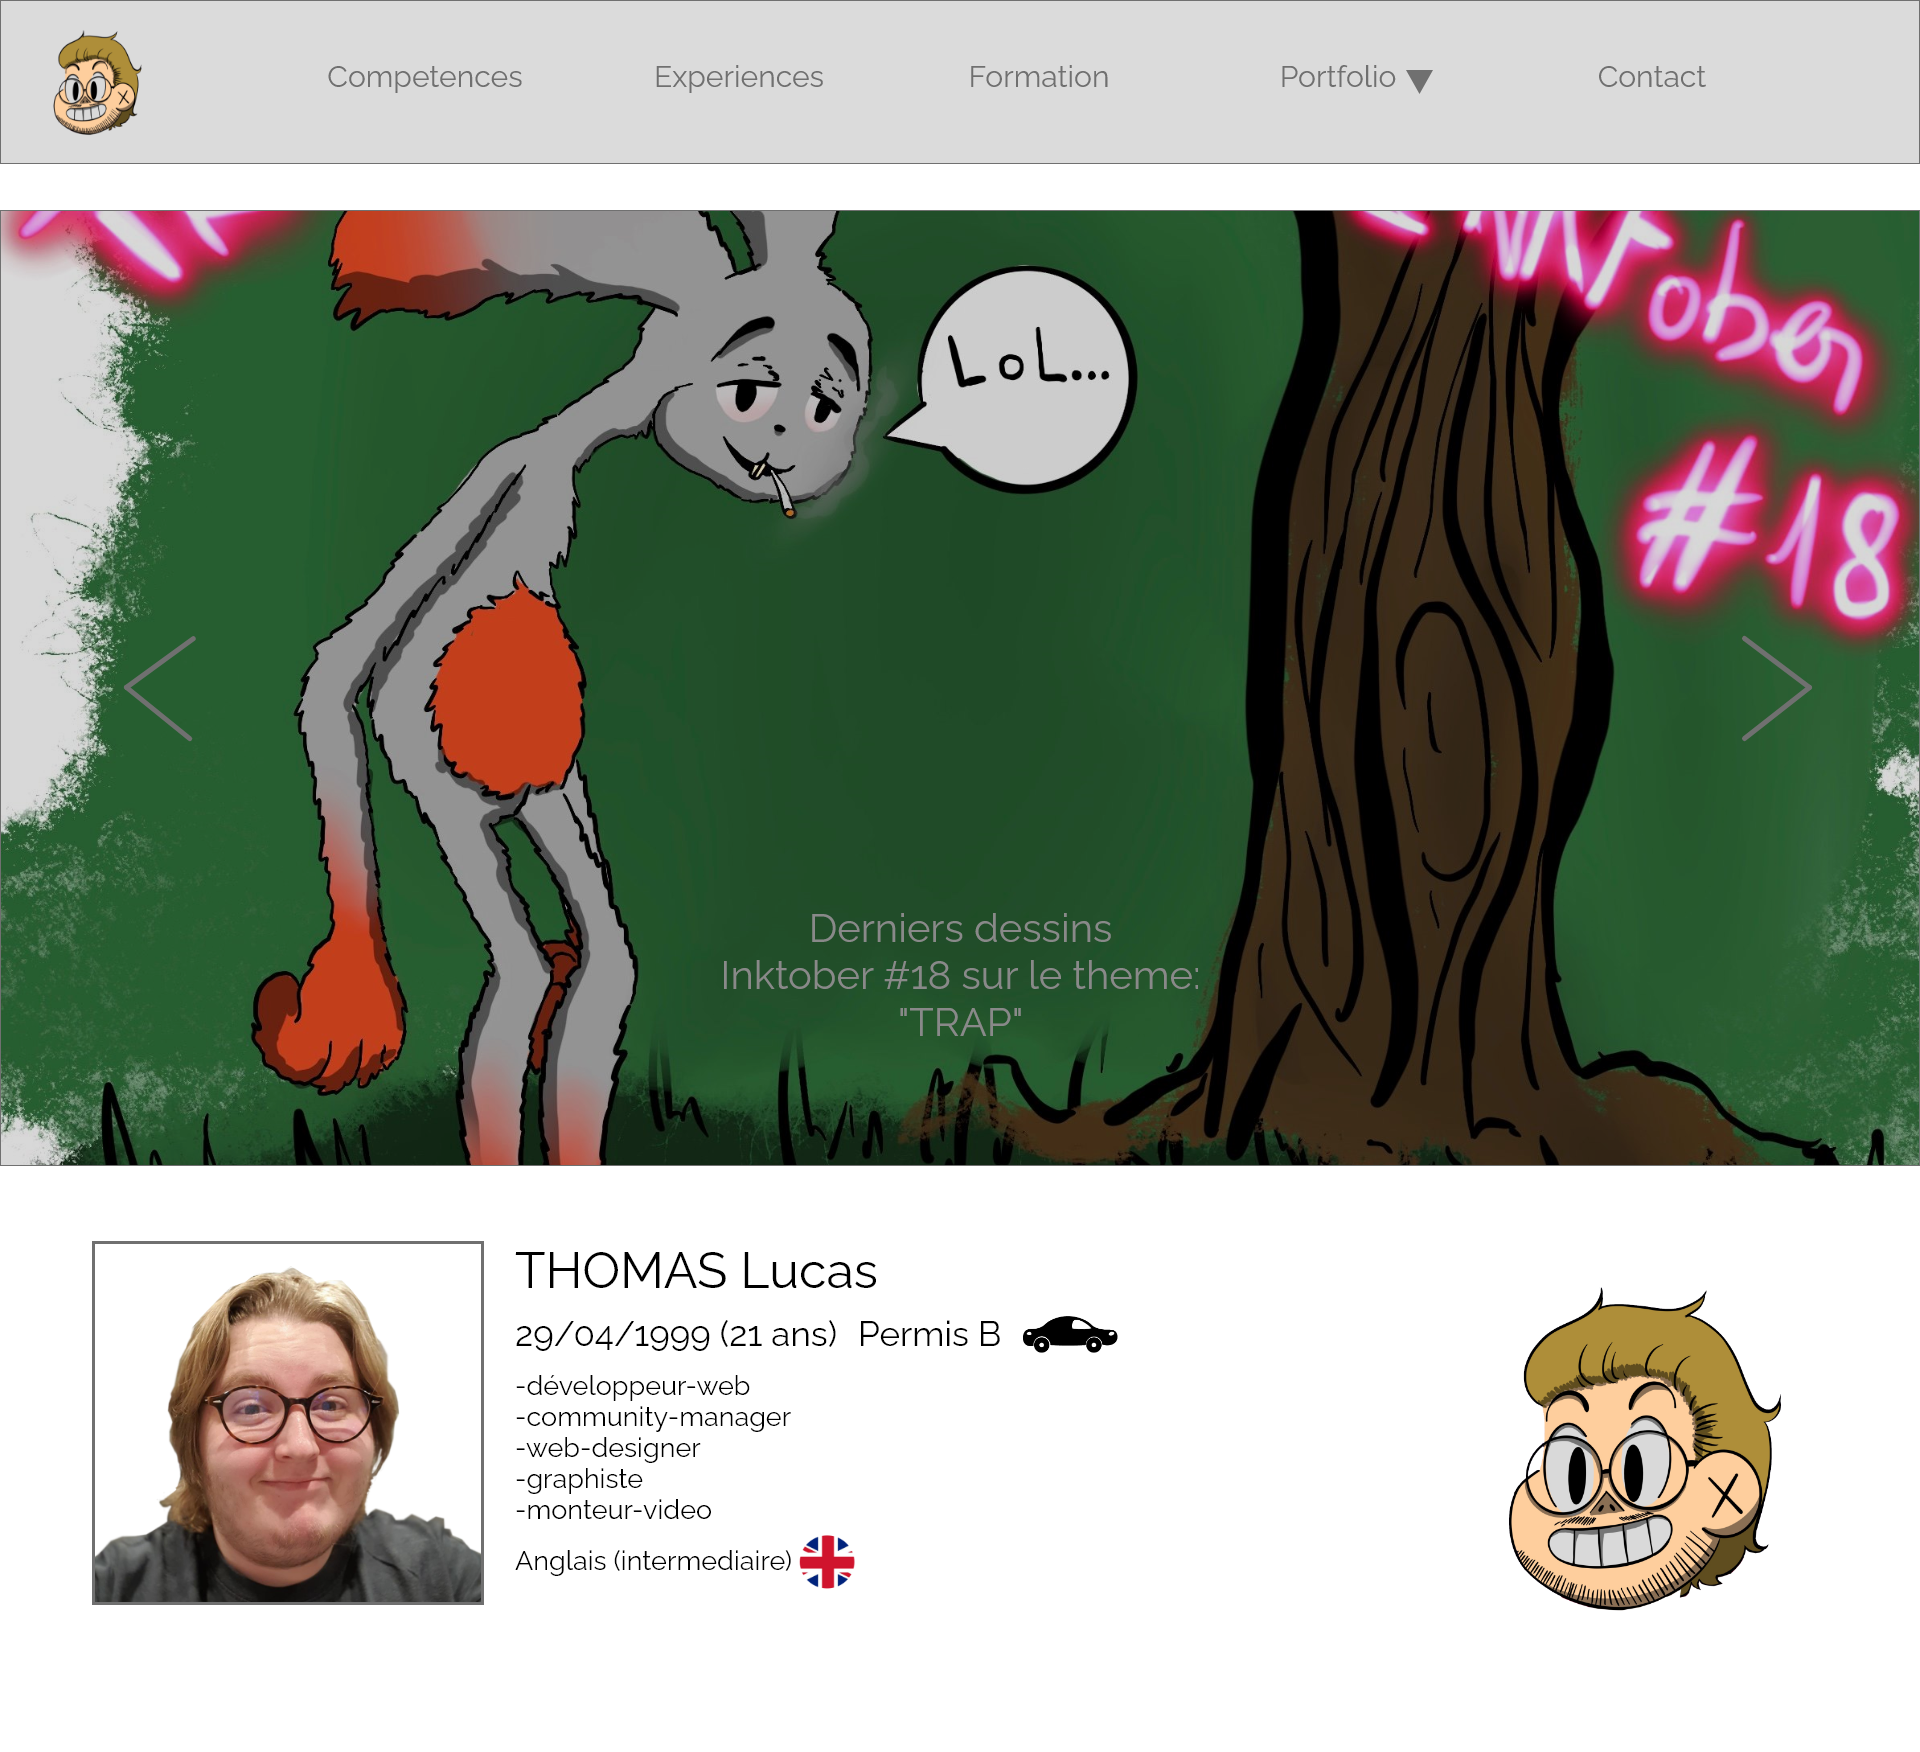 Competences Experiences Formation Portfolio Contact
LoL...
ober
#18
Derniers dessins
Inktober #18 sur le theme:
"TRAP"
THOMAS Lucas
29/04/1999 (21 ans) Permis B
-développeur-web
-community-manager
-web-designer
-graphiste
-monteur-video
Anglais (intermediaire)